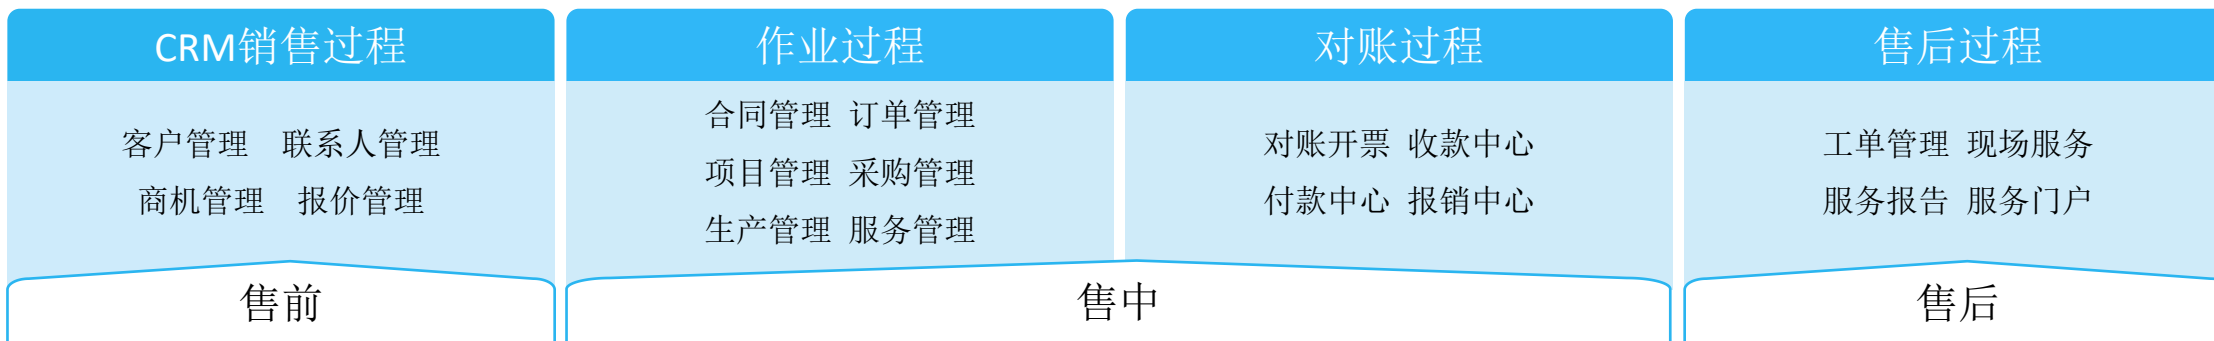 CRM销售过程
客户管理 联系人管理
商机管理 报价管理
作业过程
合同管理 订单管理
项目管理 采购管理
生产管理 服务管理
对账过程
对账开票 收款中心
付款中心 报销中心
售后过程
工单管理 现场服务
服务报告 服务门户
售前
售中
售后